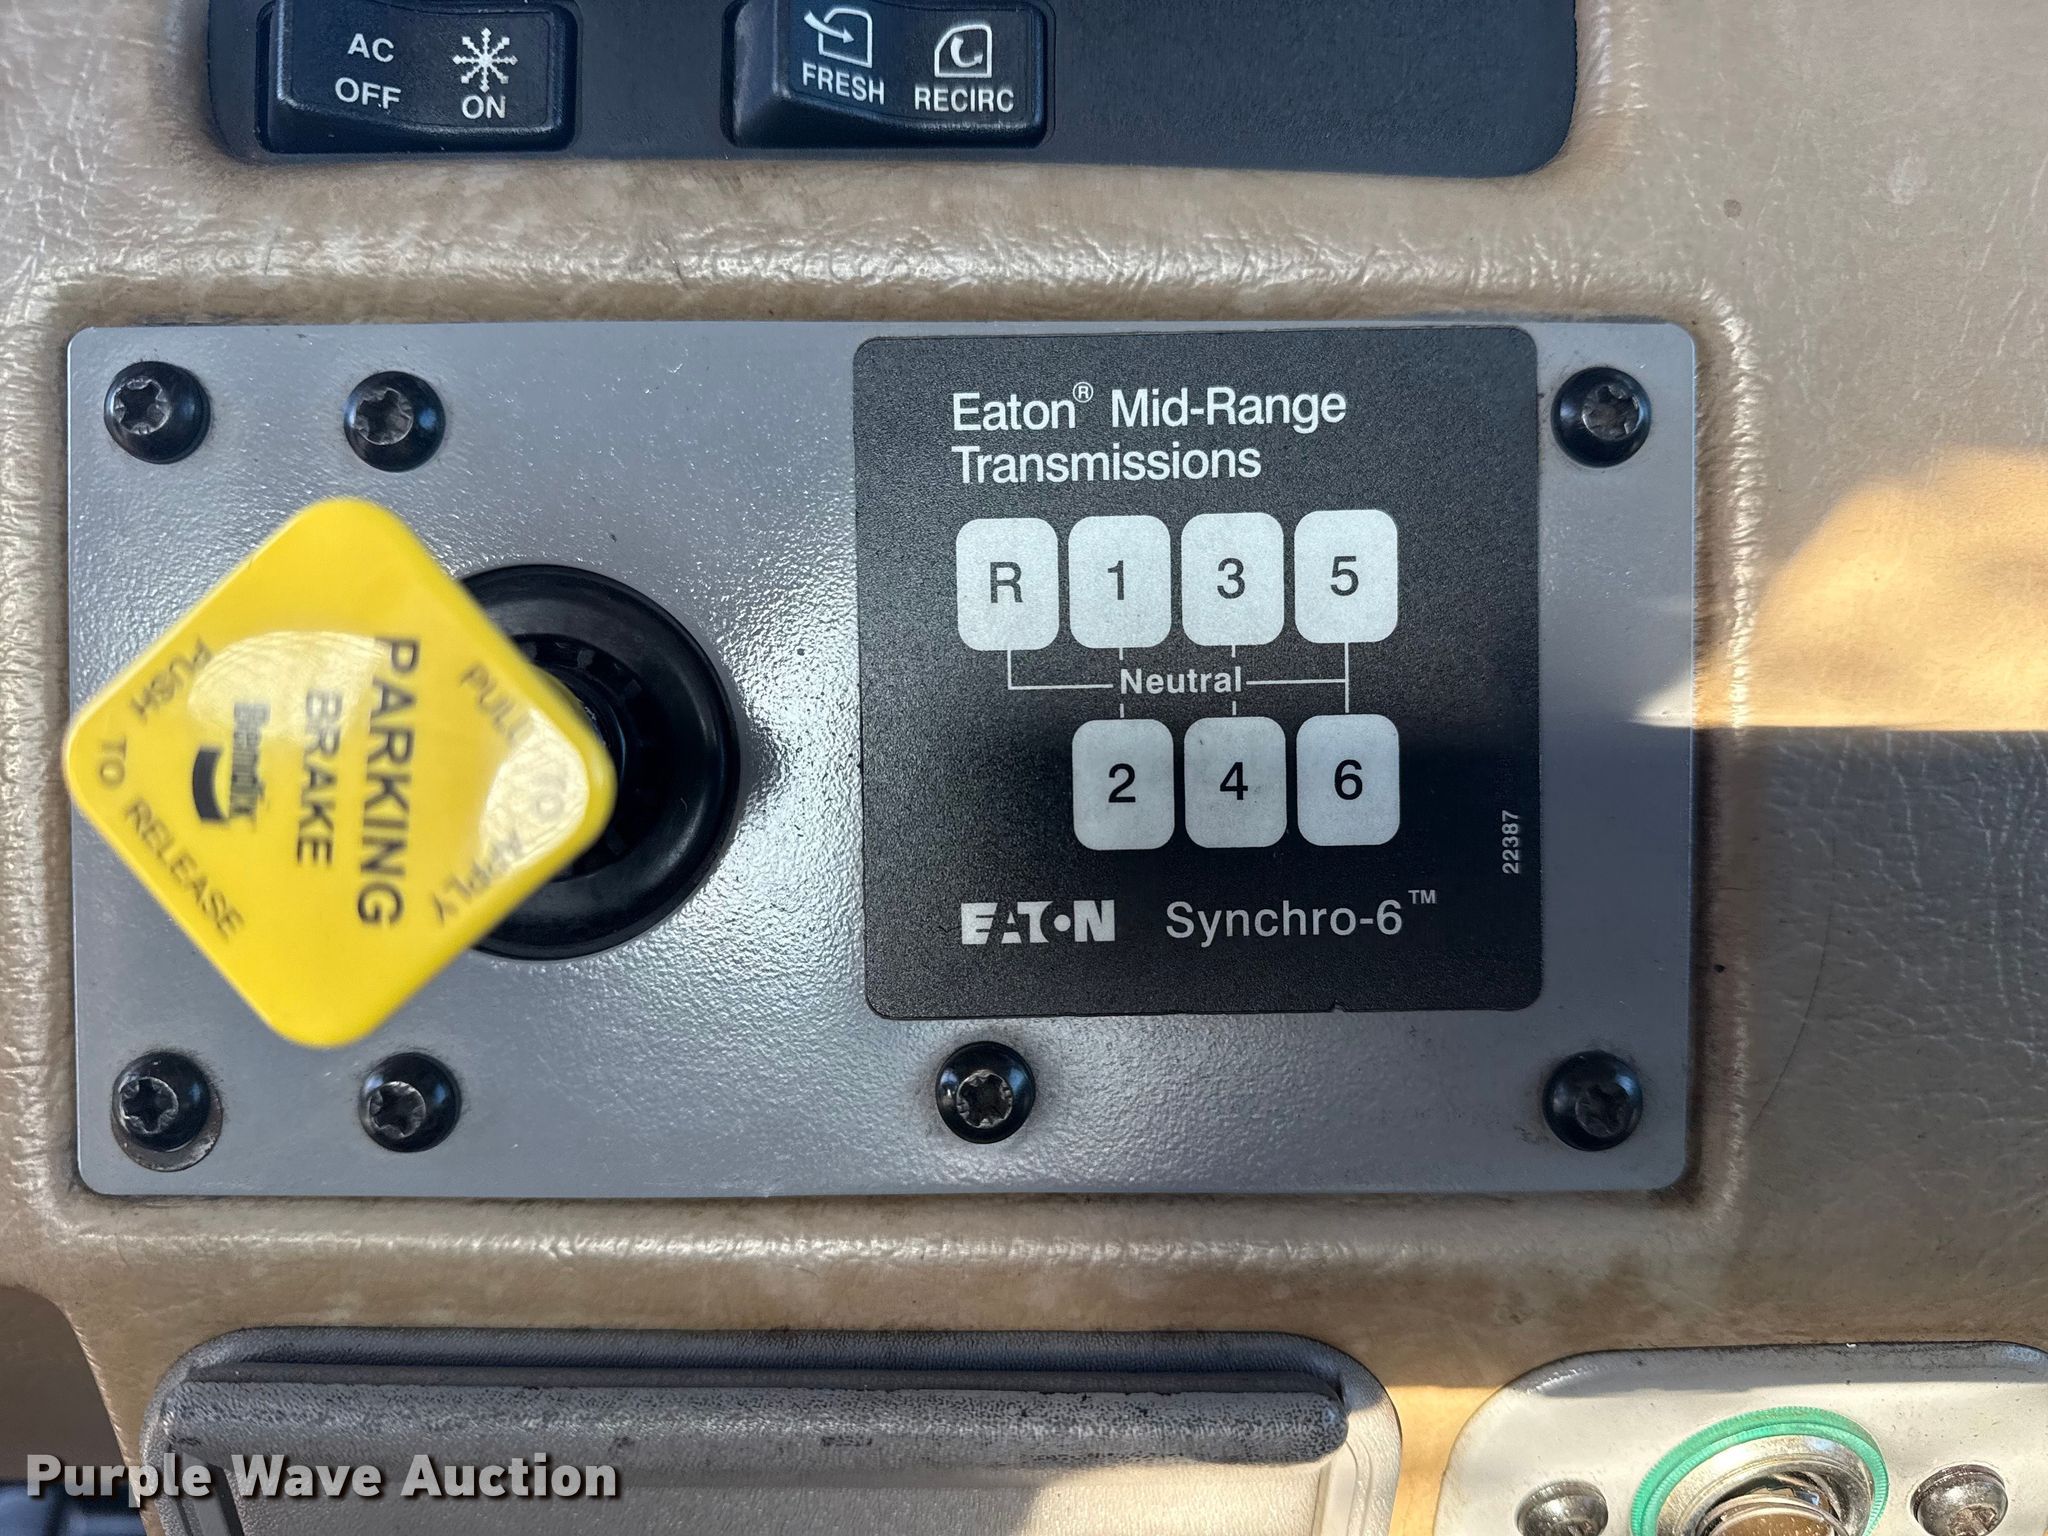 AC
OFF
ON
FRESH
RECIRC
Eaton® Mid-Range
Transmissions
R 1 3 5
Neutral
2 4 6
22387
EATON Synchro-6™
PULL TO APPLY
PARKING
BRAKE
Bendix
PUSH TO RELEASE
Purple Wave Auction